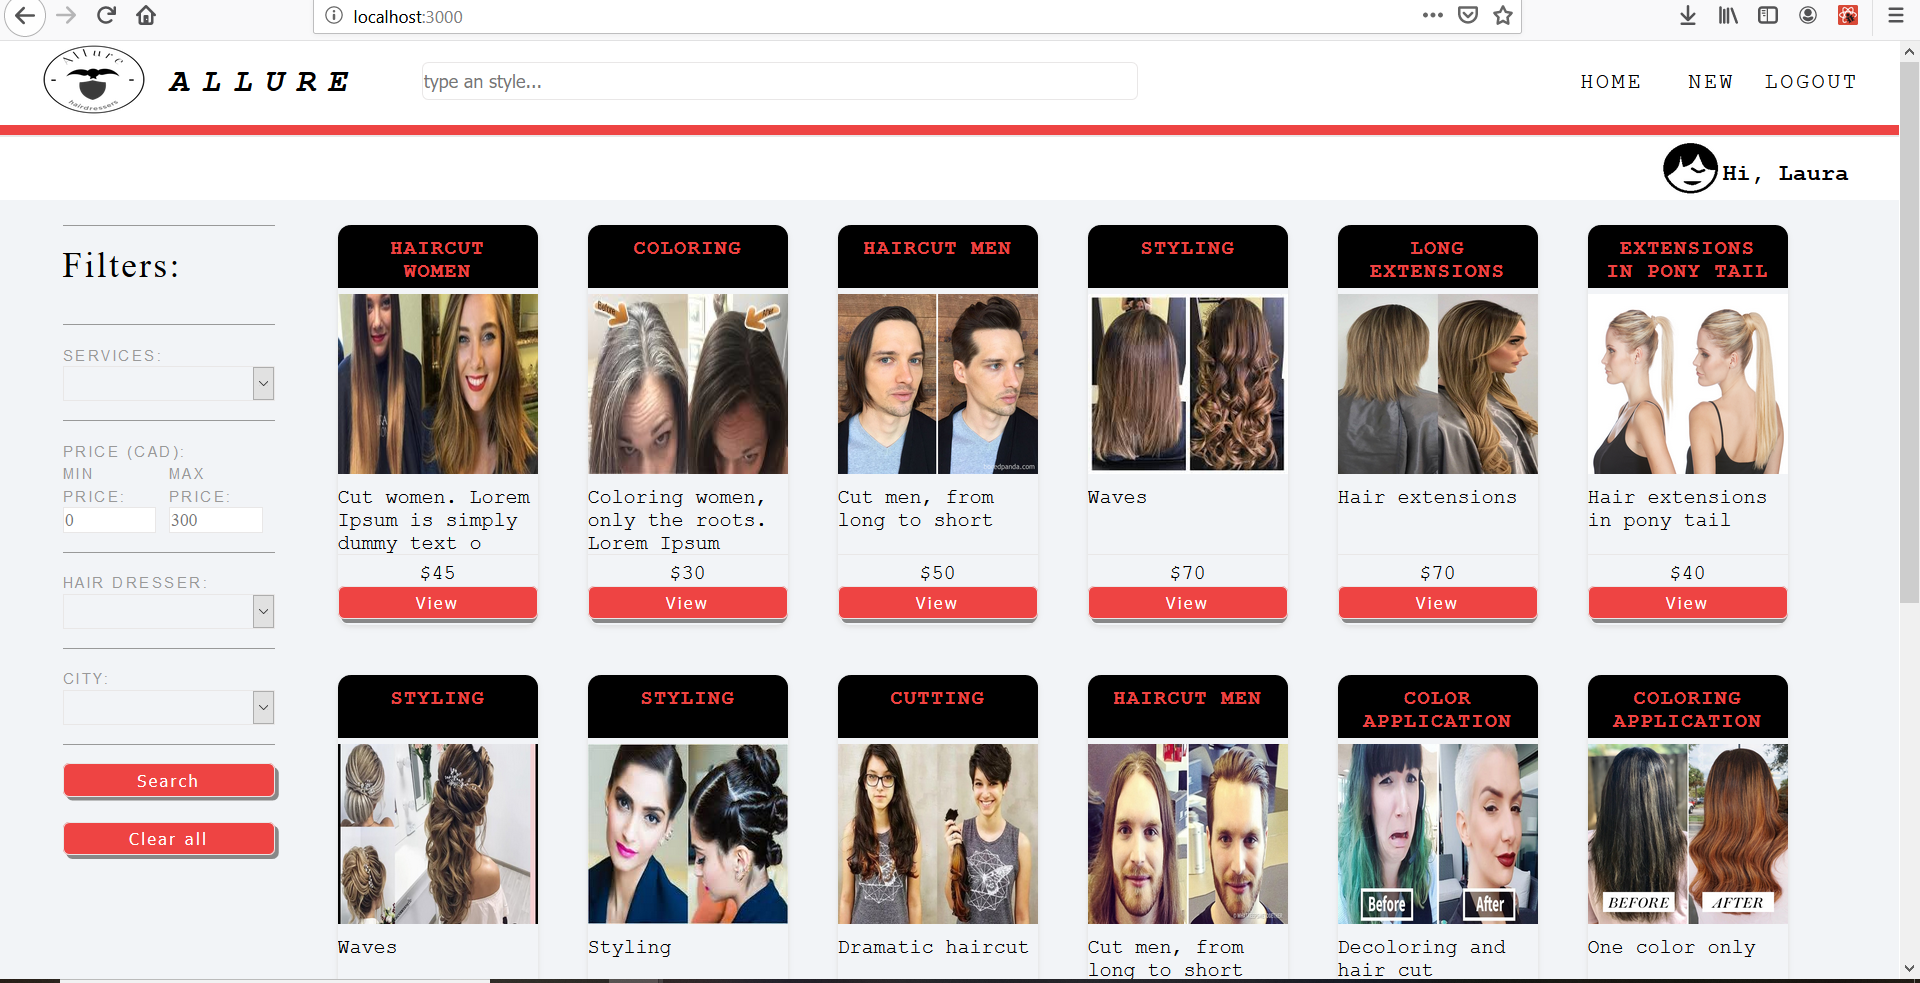 localhost:3000
Allure
hairdressers
ALLURE
type an style...
HOME NEW LOGOUT
Hi, Laura
Filters:
SERVICES:
PRICE (CAD):
MIN PRICE:
MAX PRICE:
0
300
HAIR DRESSER:
CITY:
Search
Clear all
HAIRCUT
WOMEN
Cut women. Lorem
Ipsum is simply
dummy text o
$45
View
COLORING
Before
After
Coloring women,
only the roots.
Lorem Ipsum
$30
View
HAIRCUT MEN
boredpanda.com
Cut men, from
long to short
$50
View
STYLING
Waves
$70
View
LONG
EXTENSIONS
Hair extensions
$70
View
EXTENSIONS
IN PONY TAIL
Hair extensions
in pony tail
$40
View
STYLING
Waves
STYLING
Styling
CUTTING
Dramatic haircut
HAIRCUT MEN
Cut men, from
long to short
COLOR
APPLICATION
Before
After
Decoloring and
hair cut
COLORING
APPLICATION
BEFORE
AFTER
One color only